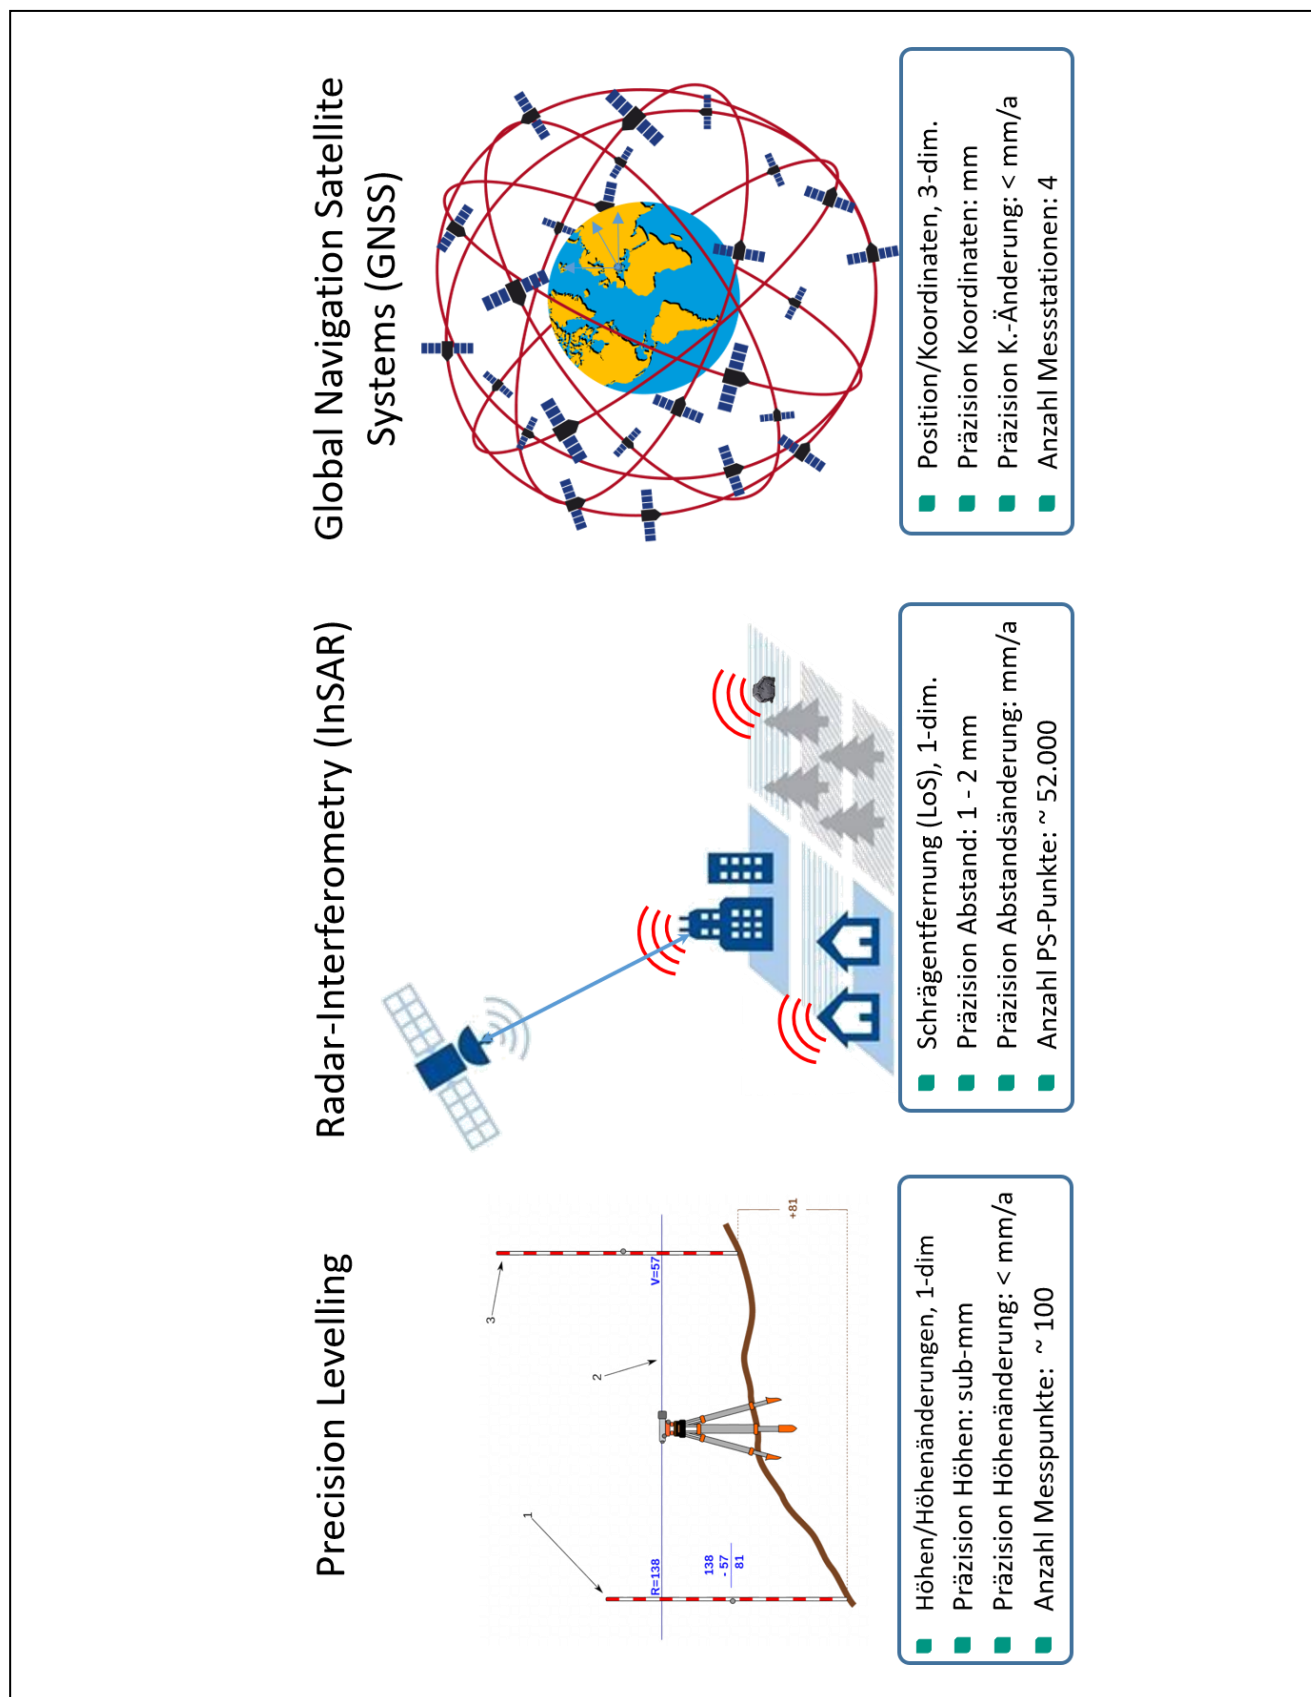 Precision Levelling
1
2
3
R=138
V=57
138
- 57
81
+81
Höhen/Höhenänderungen, 1-dim
Präzision Höhen: sub-mm
Präzision Höhenänderung: < mm/a
Anzahl Messpunkte: ~ 100
Radar-Interferometry (InSAR)
Schrägentfernung (LoS), 1-dim.
Präzision Abstand: 1 - 2 mm
Präzision Abstandsänderung: mm/a
Anzahl PS-Punkte: ~ 52.000
Global Navigation Satellite
Systems (GNSS)
Position/Koordinaten, 3-dim.
Präzision Koordinaten: mm
Präzision K.-Änderung: < mm/a
Anzahl Messstationen: 4